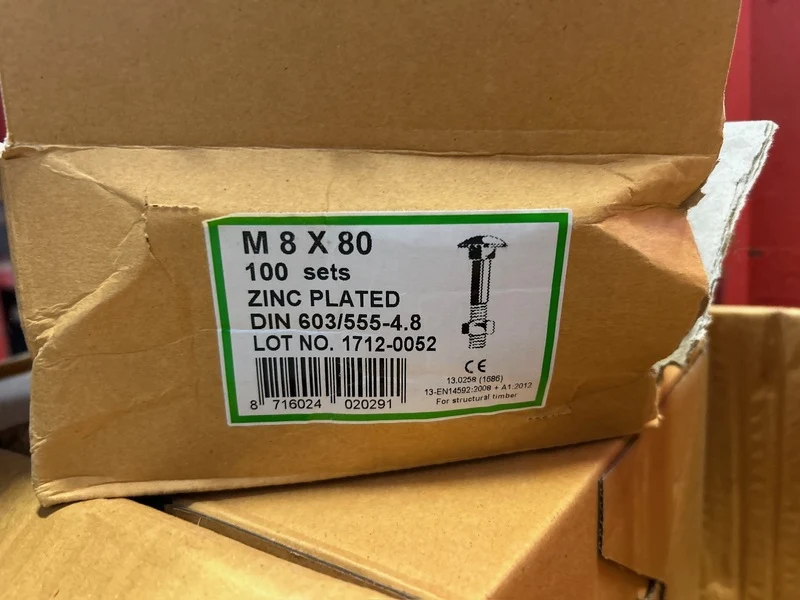 M 8 X 80
100 sets
ZINC PLATED
DIN 603/555-4.8
LOT NO. 1712-0052
CE
13.0258 (1686)
13-EN14592:2008 + A1:2012
For structural timber
8 716024 020291